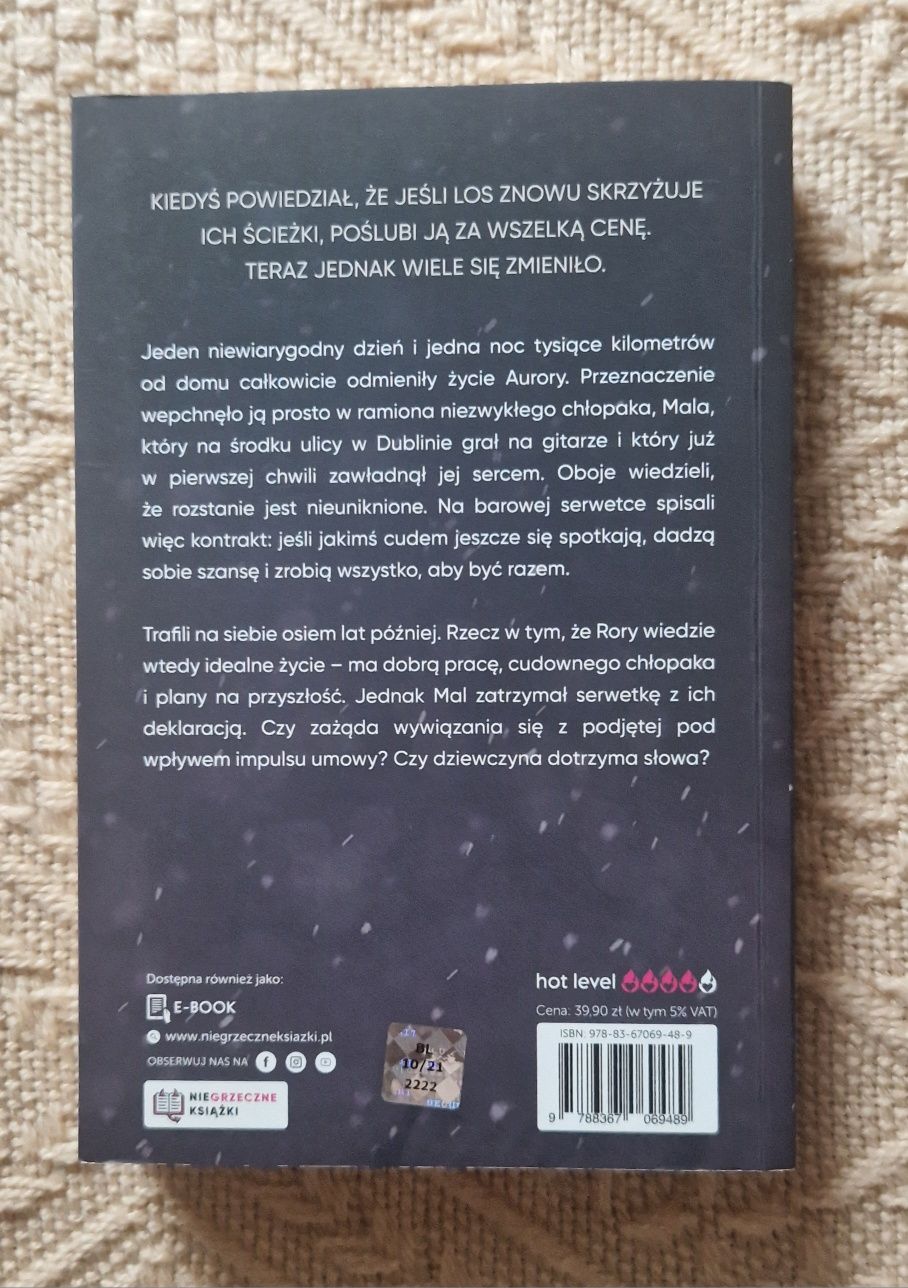 KIEDYŚ POWIEDZIAŁ, ŻE JEŚLI LOS ZNOWU SKRZYŻUJE
ICH ŚCIEŻKI, POŚLUBI JĄ ZA WSZELKĄ CENĘ.
TERAZ JEDNAK WIELE SIĘ ZMIENIŁO.
Jeden niewiarygodny dzień i jedna noc tysiące kilometrów
od domu całkowicie odmieniły życie Aurory. Przeznaczenie
wepchnęło ją prosto w ramiona niezwykłego chłopaka, Mala,
który na środku ulicy w Dublinie grał na gitarze i który już
w pierwszej chwili zawładnął jej sercem. Oboje wiedzieli,
że rozstanie jest nieuniknione. Na barowej serwetce spisali
więc kontrakt: jeśli jakimś cudem jeszcze się spotkają, dadzą
sobie szansę i zrobią wszystko, aby być razem.
Trafili na siebie osiem lat później. Rzecz w tym, że Rory wiedzie
wtedy idealne życie – ma dobrą pracę, cudownego chłopaka
i plany na przyszłość. Jednak Mal zatrzymał serwetkę z ich
deklaracją. Czy zażąda wywiązania się z podjętej pod
wpływem impulsu umowy? Czy dziewczyna dotrzyma słowa?
Dostępna również jako:
E-BOOK
www.niegrzeczneksiazki.pl
OBSERWUJ NAS NA
NIEGRZECZNE
KSIĄŻKI
BL
10/21
2222
hot level
Cena: 39,90 zł (w tym 5% VAT)
ISBN: 978-83-67069-48-9
9 788367 069489